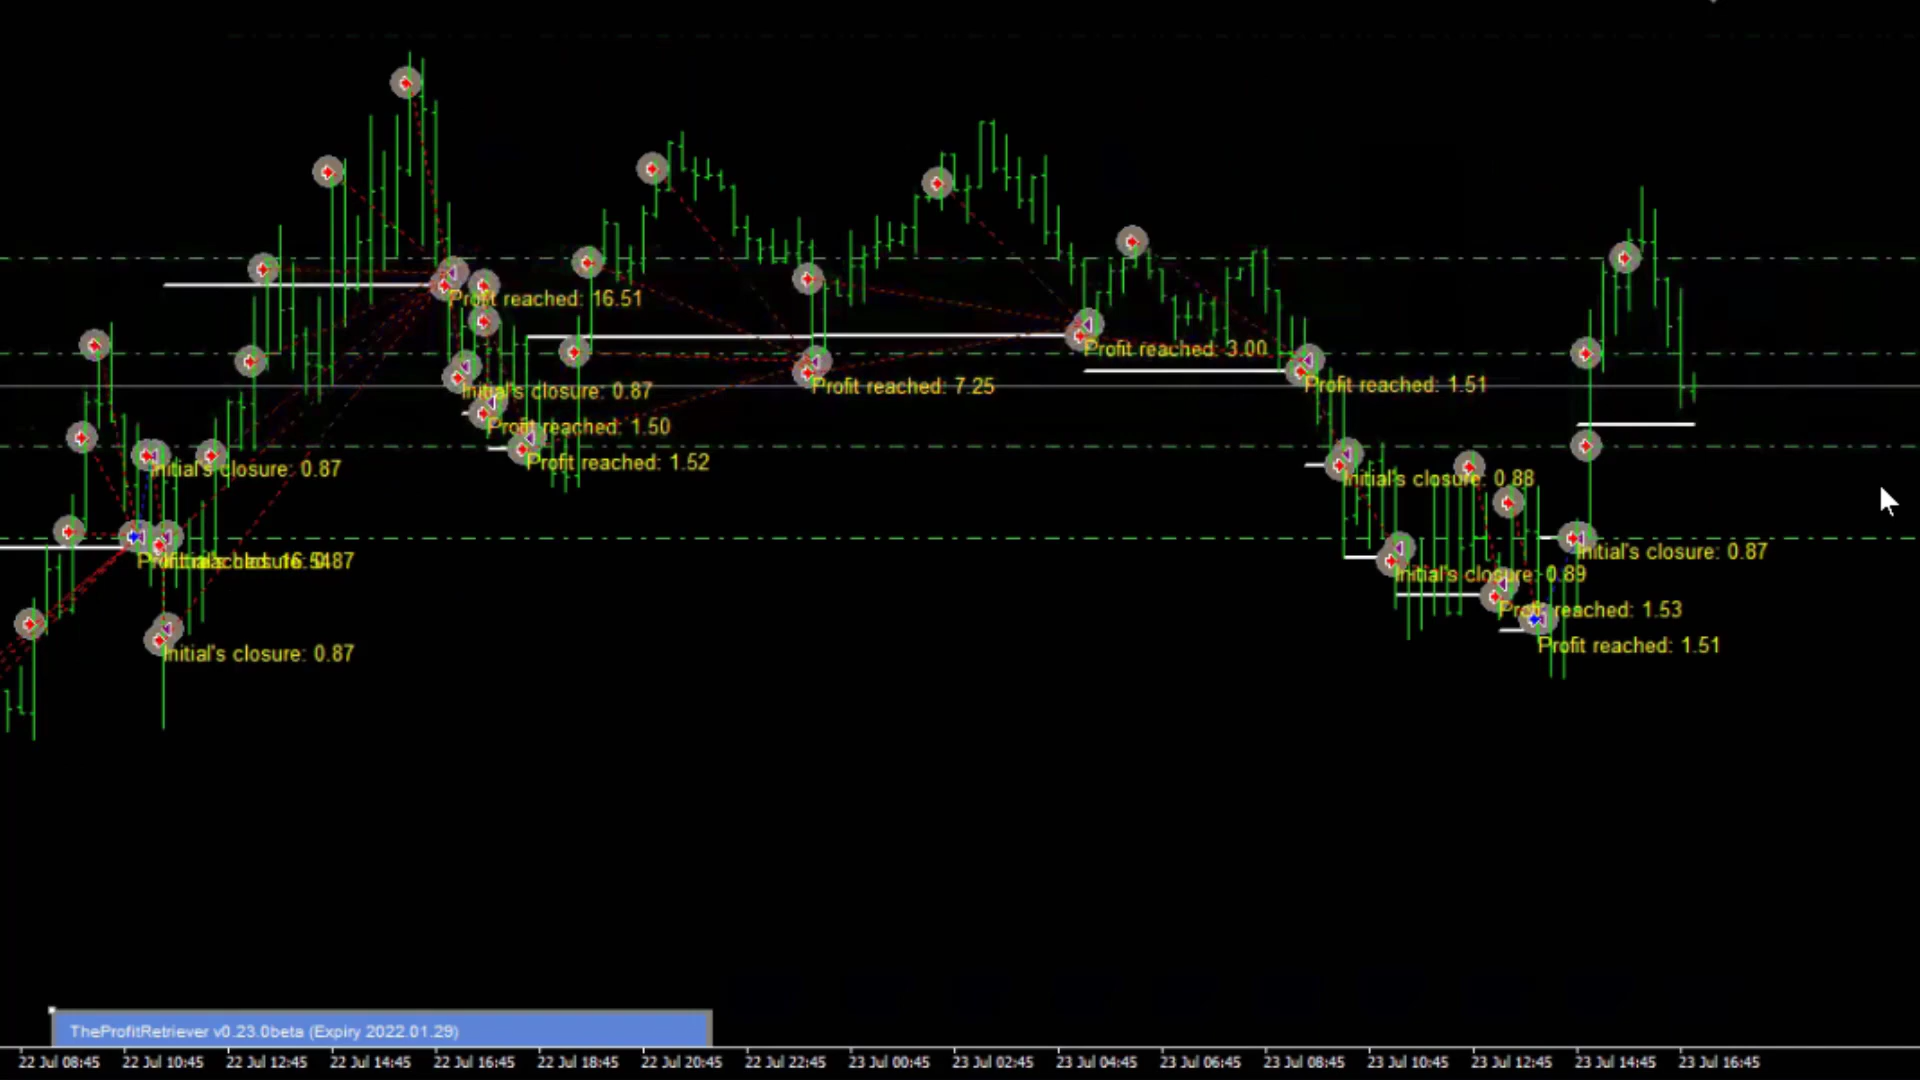 Profit reached: 16.51
Profit reached: 3.00
Initial's closure: 0.87
Profit reached: 7.25
Profit reached: 1.51
Profit reached: 1.50
Initial's closure: 0.87
Profit reached: 1.52
Initial's closure: 0.88
Initial's closure: 0.87
Initial's closure: 0.89
Profit reached: 1.53
Initial's closure: 0.87
Profit reached: 1.51
TheProfitRetriever v0.23.0beta (Expiry 2022.01.29)
22 Jul 08:45 22 Jul 10:45 22 Jul 12:45 22 Jul 14:45 22 Jul 16:45 22 Jul 18:45 22 Jul 20:45 22 Jul 22:45 23 Jul 00:45 23 Jul 02:45 23 Jul 04:45 23 Jul 06:45 23 Jul 08:45 23 Jul 10:45 23 Jul 12:45 23 Jul 14:45 23 Jul 16:45